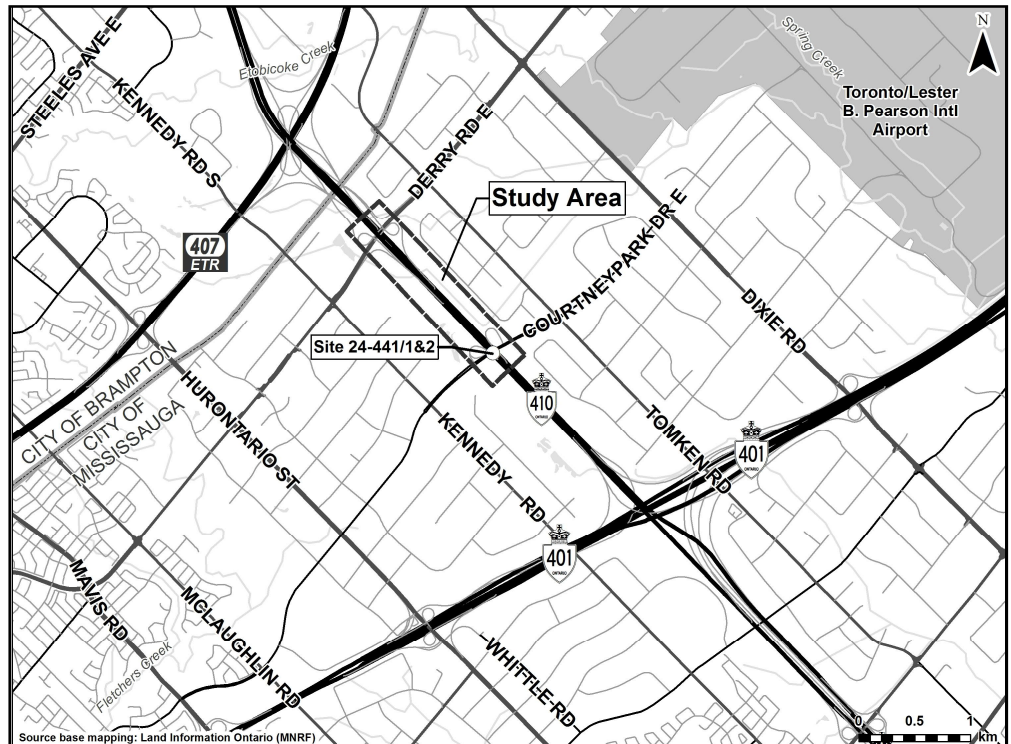 N
STEELES AVE E
Etobicoke Creek
Spring Creek
Toronto/Lester
B. Pearson Intl
Airport
KENNEDY RD S
DERRY RD E
Study Area
407
ETR
COURTNEYPARK DR E
DIXIE RD
Site 24-441/1&2
CITY OF BRAMPTON
CITY OF
MISSISSAUGA
HURONTARIO ST
410
ONTARIO
KENNEDY RD
TOMKEN RD
401
ONTARIO
401
ONTARIO
MAVIS RD
MCLAUGHLIN RD
Fletchers Creek
WHITTLE RD
0 0.5 1
km
Source base mapping: Land Information Ontario (MNRF)